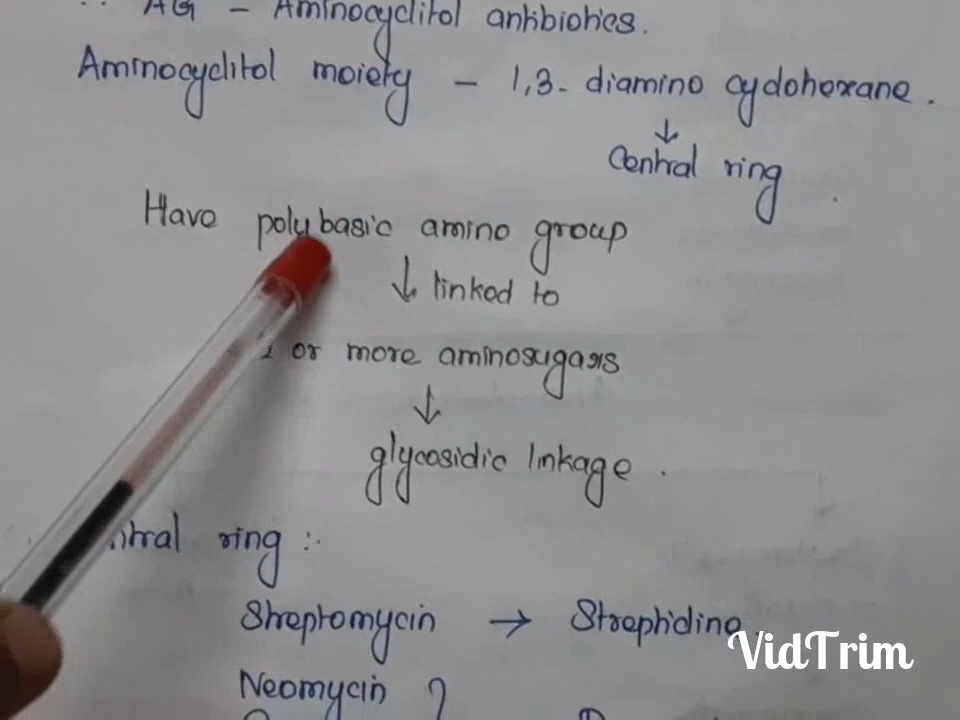 ∴ AG - Aminocyclitol antibiotics.
Aminocyclitol moiety - 1,3- diamino cyclohexane.
↓
Central ring
Have polybasic amino group
↓ linked to
or more aminosugars
↓
glycosidic linkage.
ntral ring :-
Streptomycin → Streptidine
VidTrim
Neomycin